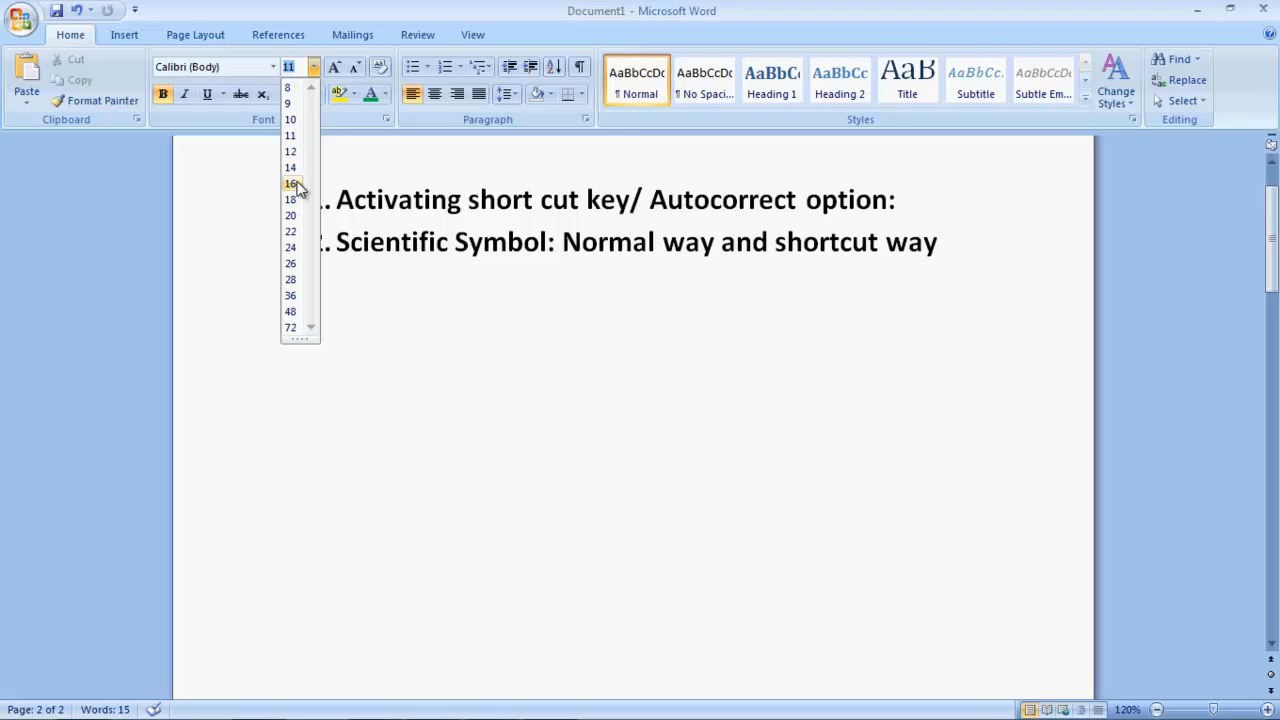 Document1 - Microsoft Word
Home Insert Page Layout References Mailings Review View
Paste
Cut
Copy
Format Painter
Clipboard
Calibri (Body) 11
B I U abc x₂ A
Font
Paragraph
AaBbCcDc AaBbCcDc AaBbCc AaBbCc AaB AaBbCc. AaBbCcDc
¶ Normal ¶ No Spaci... Heading 1 Heading 2 Title Subtitle Subtle Em...
Styles
Change Styles
Find
Replace
Select
Editing
8
9
10
11
12
14
16
18
20
22
24
26
28
36
48
72
. Activating short cut key/ Autocorrect option:
. Scientific Symbol: Normal way and shortcut way
Page: 2 of 2 Words: 15 120%